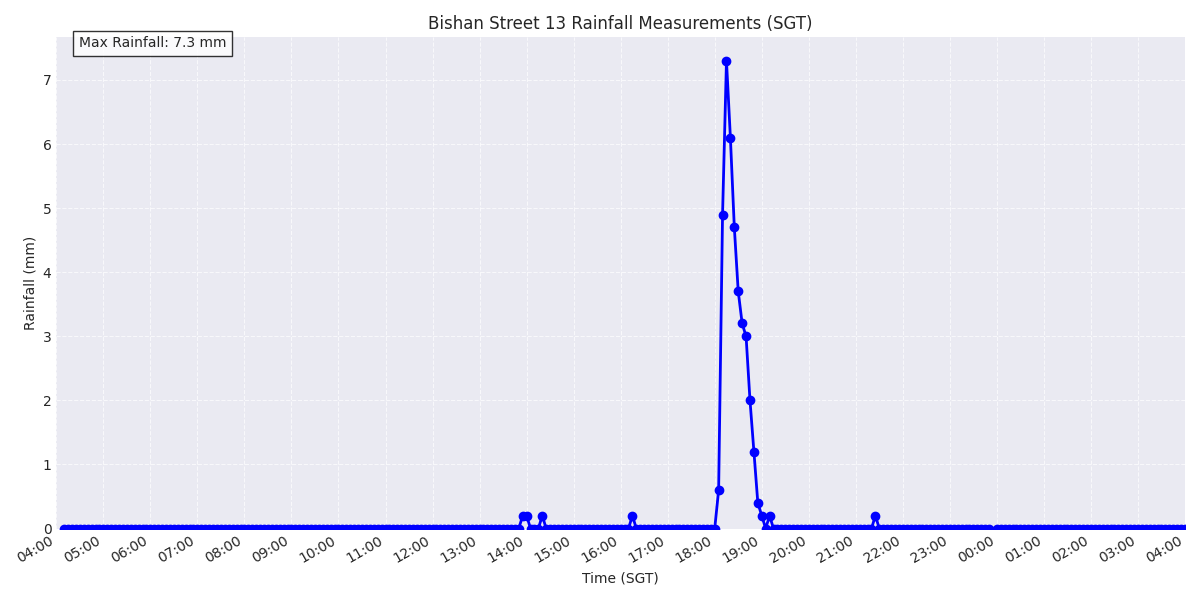 Bishan Street 13 Rainfall Measurements (SGT)
Max Rainfall: 7.3 mm
7
6
5
4
3
2
1
0
Rainfall (mm)
04:00 05:00 06:00 07:00 08:00 09:00 10:00 11:00 12:00 13:00 14:00 15:00 16:00 17:00 18:00 19:00 20:00 21:00 22:00 23:00 00:00 01:00 02:00 03:00 04:00
Time (SGT)